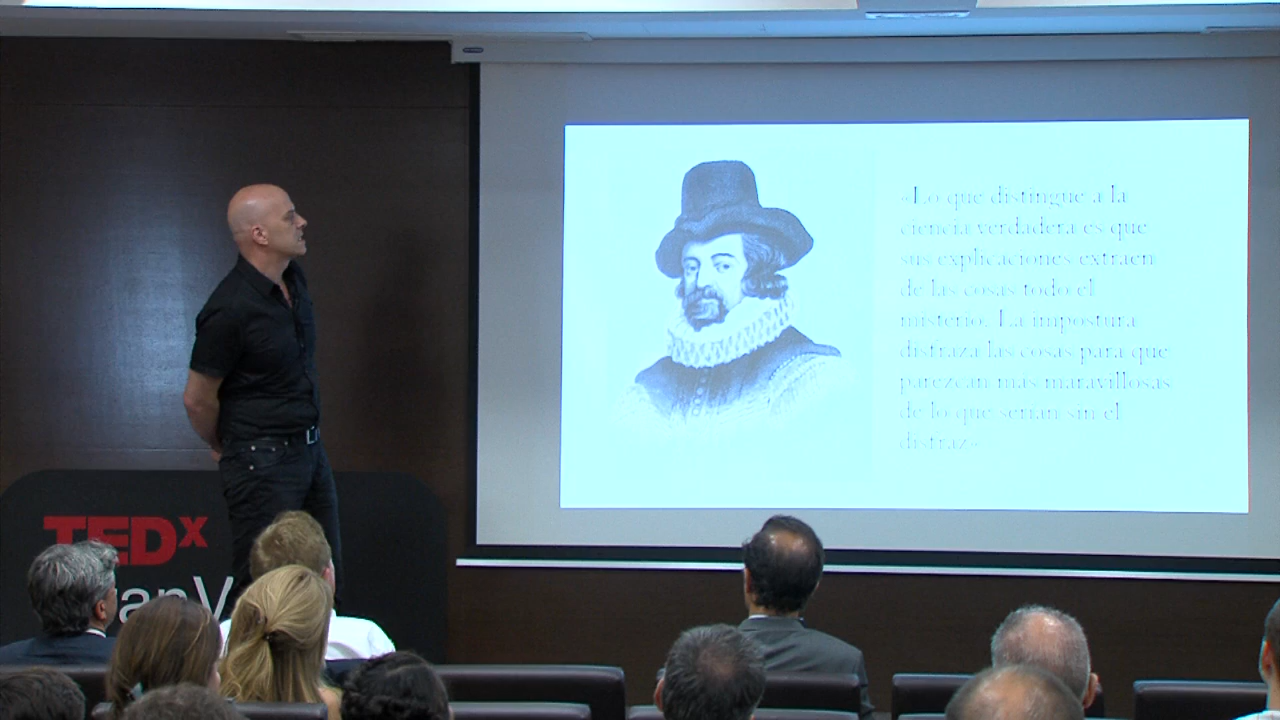 «Lo que distingue a la
ciencia verdadera es que
sus explicaciones extraen
de las cosas todo el
misterio. La impostura
disfraza las cosas para que
parezcan más maravillosas
de lo que serían sin el
disfraz»
TEDx